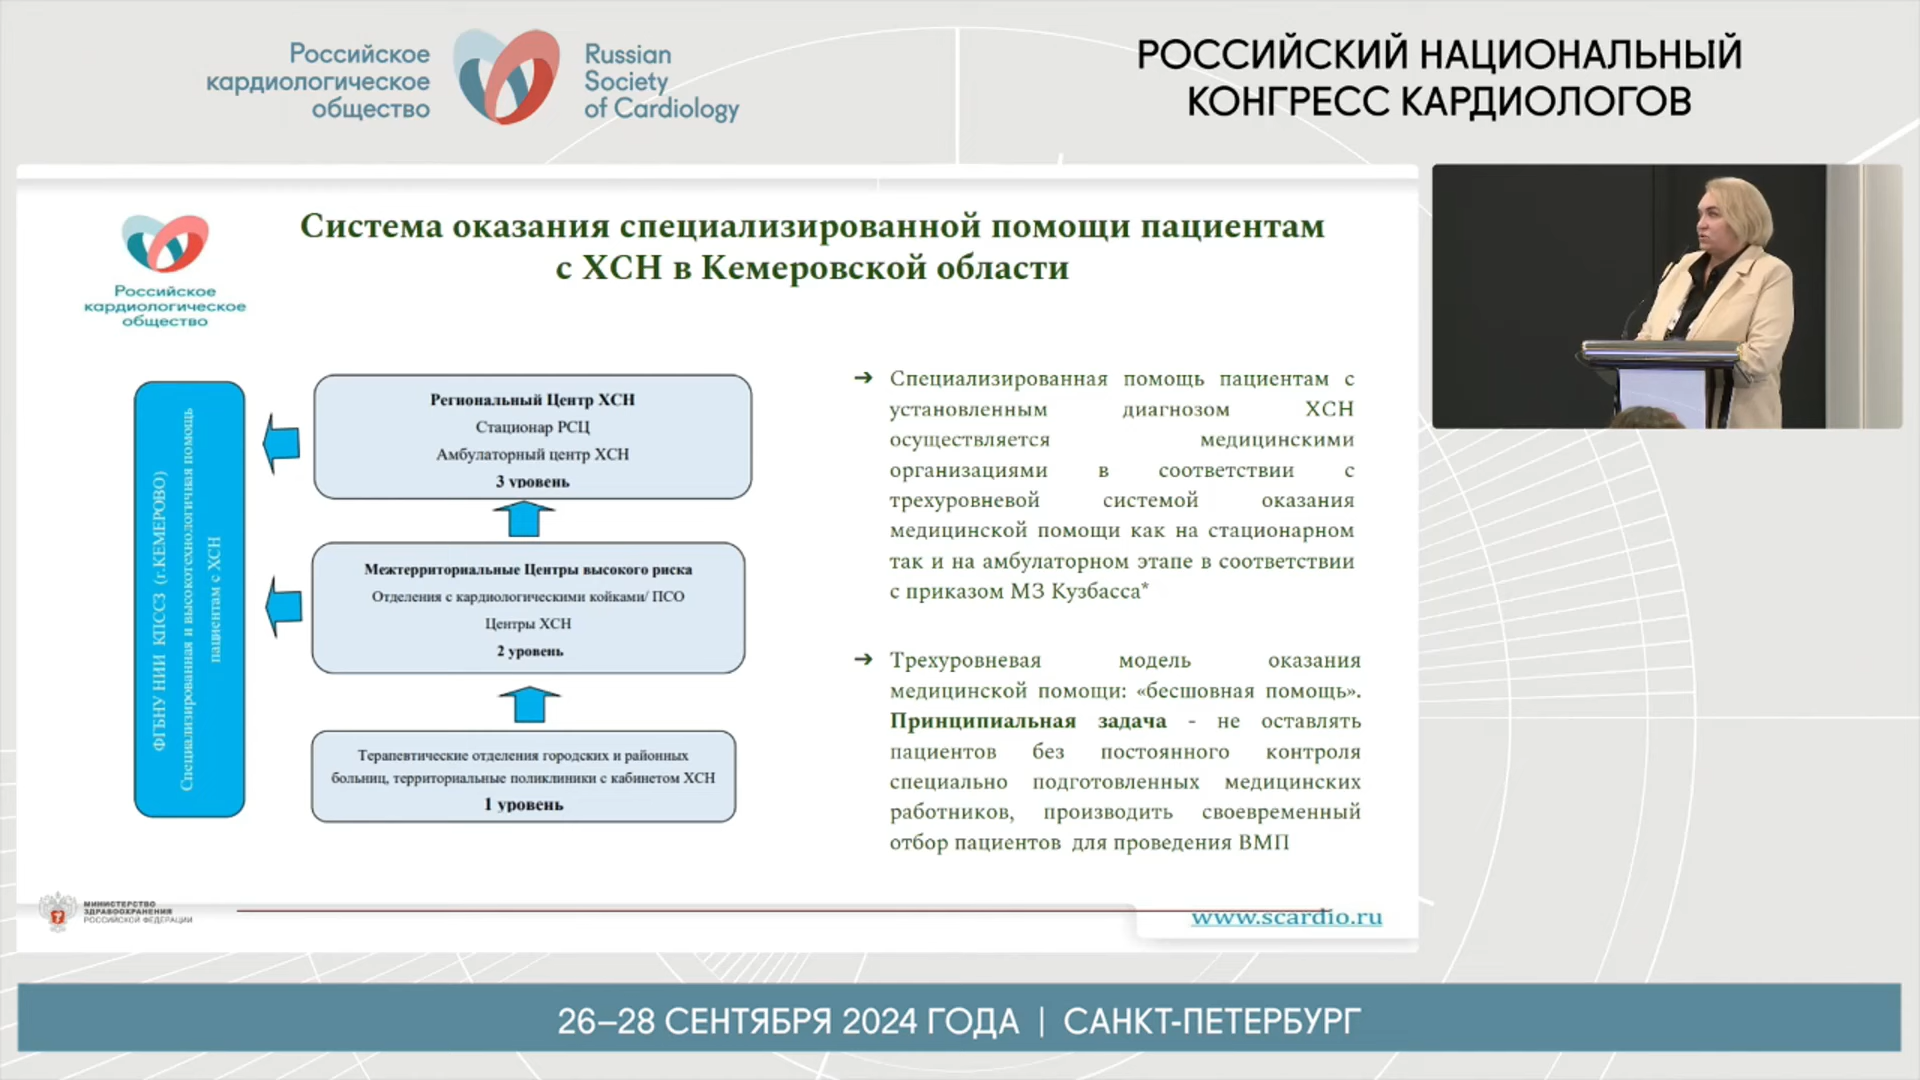 Российское
кардиологическое
общество
Russian
Society
of Cardiology
РОССИЙСКИЙ НАЦИОНАЛЬНЫЙ
КОНГРЕСС КАРДИОЛОГОВ
Российское
кардиологическое
общество
Система оказания специализированной помощи пациентам
с ХСН в Кемеровской области
ФГБНУ НИИ КПССЗ (г.КЕМЕРОВО)
Специализированная и высокотехнологичная помощь
пациентам с ХСН
Региональный Центр ХСН
Стационар РСЦ
Амбулаторный центр ХСН
3 уровень
Межтерриториальные Центры высокого риска
Отделения с кардиологическими койками/ ПСО
Центры ХСН
2 уровень
Терапевтические отделения городских и районных
больниц, территориальные поликлиники с кабинетом ХСН
1 уровень
➔ Специализированная помощь пациентам с
установленным диагнозом ХСН
осуществляется медицинскими
организациями в соответствии с
трехуровневой системой оказания
медицинской помощи как на стационарном
так и на амбулаторном этапе в соответствии
с приказом МЗ Кузбасса*
➔ Трехуровневая модель оказания
медицинской помощи: «бесшовная помощь».
Принципиальная задача - не оставлять
пациентов без постоянного контроля
специально подготовленных медицинских
работников, производить своевременный
отбор пациентов для проведения ВМП
МИНИСТЕРСТВО
ЗДРАВООХРАНЕНИЯ
РОССИЙСКОЙ ФЕДЕРАЦИИ
www.scardio.ru
26–28 СЕНТЯБРЯ 2024 ГОДА | САНКТ-ПЕТЕРБУРГ